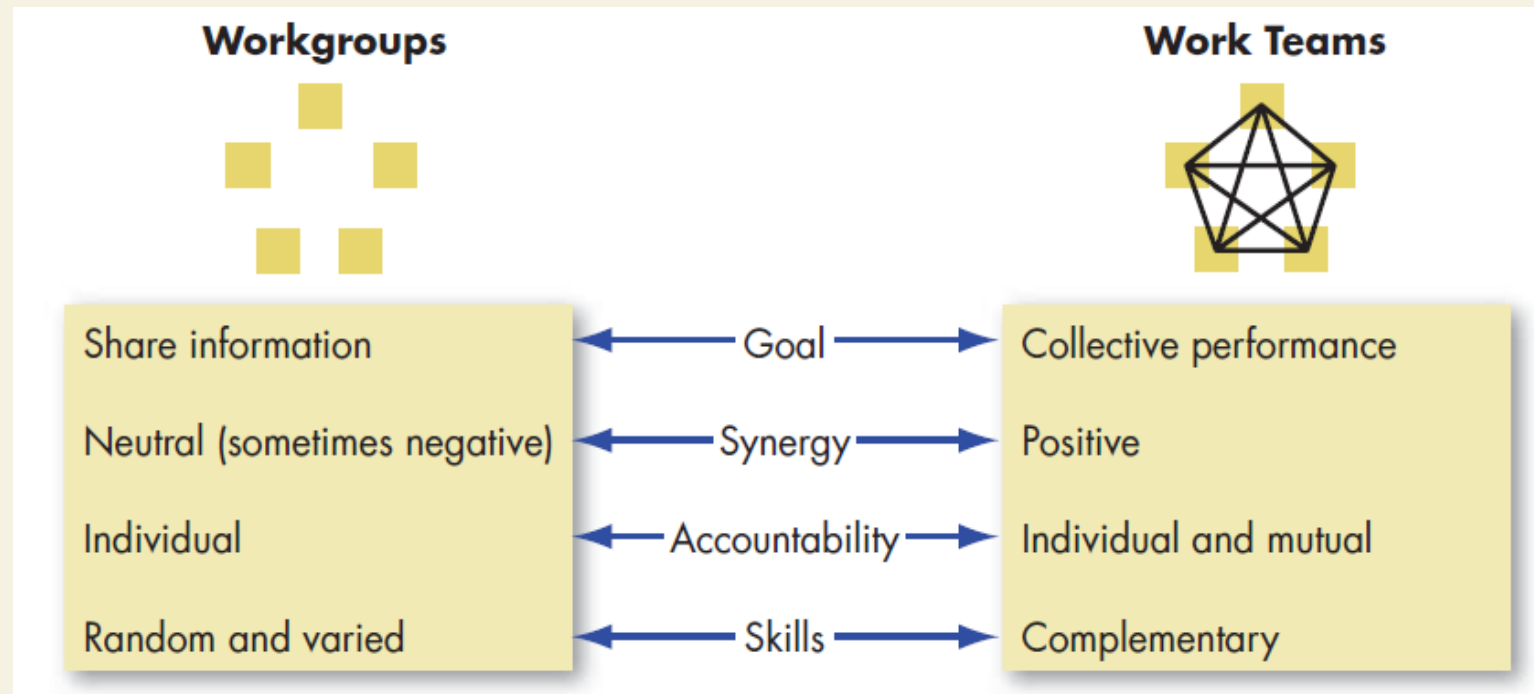 Workgroups
Work Teams
Share information
Goal
Collective performance
Neutral (sometimes negative)
Synergy
Positive
Individual
Accountability
Individual and mutual
Random and varied
Skills
Complementary